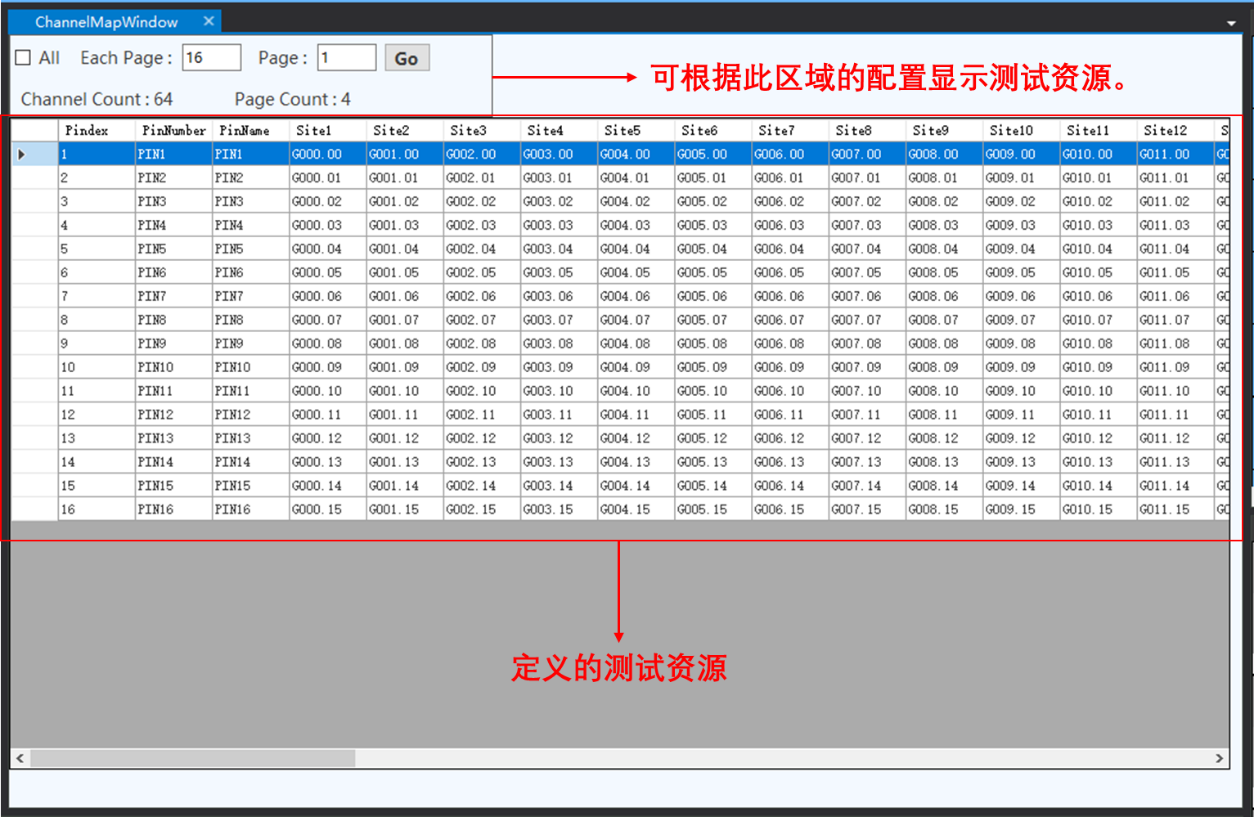 ChannelMapWindow ×
All Each Page : 16 Page : 1 Go
可根据此区域的配置显示测试资源。
Channel Count : 64 Page Count : 4
Pindex PinNumber PinName Site1 Site2 Site3 Site4 Site5 Site6 Site7 Site8 Site9 Site10 Site11 Site12 S
1 PIN1 PIN1 G000.00 G001.00 G002.00 G003.00 G004.00 G005.00 G006.00 G007.00 G008.00 G009.00 G010.00 G011.00 G0
2 PIN2 PIN2 G000.01 G001.01 G002.01 G003.01 G004.01 G005.01 G006.01 G007.01 G008.01 G009.01 G010.01 G011.01 G0
3 PIN3 PIN3 G000.02 G001.02 G002.02 G003.02 G004.02 G005.02 G006.02 G007.02 G008.02 G009.02 G010.02 G011.02 G0
4 PIN4 PIN4 G000.03 G001.03 G002.03 G003.03 G004.03 G005.03 G006.03 G007.03 G008.03 G009.03 G010.03 G011.03 G0
5 PIN5 PIN5 G000.04 G001.04 G002.04 G003.04 G004.04 G005.04 G006.04 G007.04 G008.04 G009.04 G010.04 G011.04 G0
6 PIN6 PIN6 G000.05 G001.05 G002.05 G003.05 G004.05 G005.05 G006.05 G007.05 G008.05 G009.05 G010.05 G011.05 G0
7 PIN7 PIN7 G000.06 G001.06 G002.06 G003.06 G004.06 G005.06 G006.06 G007.06 G008.06 G009.06 G010.06 G011.06 G0
8 PIN8 PIN8 G000.07 G001.07 G002.07 G003.07 G004.07 G005.07 G006.07 G007.07 G008.07 G009.07 G010.07 G011.07 G0
9 PIN9 PIN9 G000.08 G001.08 G002.08 G003.08 G004.08 G005.08 G006.08 G007.08 G008.08 G009.08 G010.08 G011.08 G0
10 PIN10 PIN10 G000.09 G001.09 G002.09 G003.09 G004.09 G005.09 G006.09 G007.09 G008.09 G009.09 G010.09 G011.09 G0
11 PIN11 PIN11 G000.10 G001.10 G002.10 G003.10 G004.10 G005.10 G006.10 G007.10 G008.10 G009.10 G010.10 G011.10 G0
12 PIN12 PIN12 G000.11 G001.11 G002.11 G003.11 G004.11 G005.11 G006.11 G007.11 G008.11 G009.11 G010.11 G011.11 G0
13 PIN13 PIN13 G000.12 G001.12 G002.12 G003.12 G004.12 G005.12 G006.12 G007.12 G008.12 G009.12 G010.12 G011.12 G0
14 PIN14 PIN14 G000.13 G001.13 G002.13 G003.13 G004.13 G005.13 G006.13 G007.13 G008.13 G009.13 G010.13 G011.13 G0
15 PIN15 PIN15 G000.14 G001.14 G002.14 G003.14 G004.14 G005.14 G006.14 G007.14 G008.14 G009.14 G010.14 G011.14 G0
16 PIN16 PIN16 G000.15 G001.15 G002.15 G003.15 G004.15 G005.15 G006.15 G007.15 G008.15 G009.15 G010.15 G011.15 G0
定义的测试资源